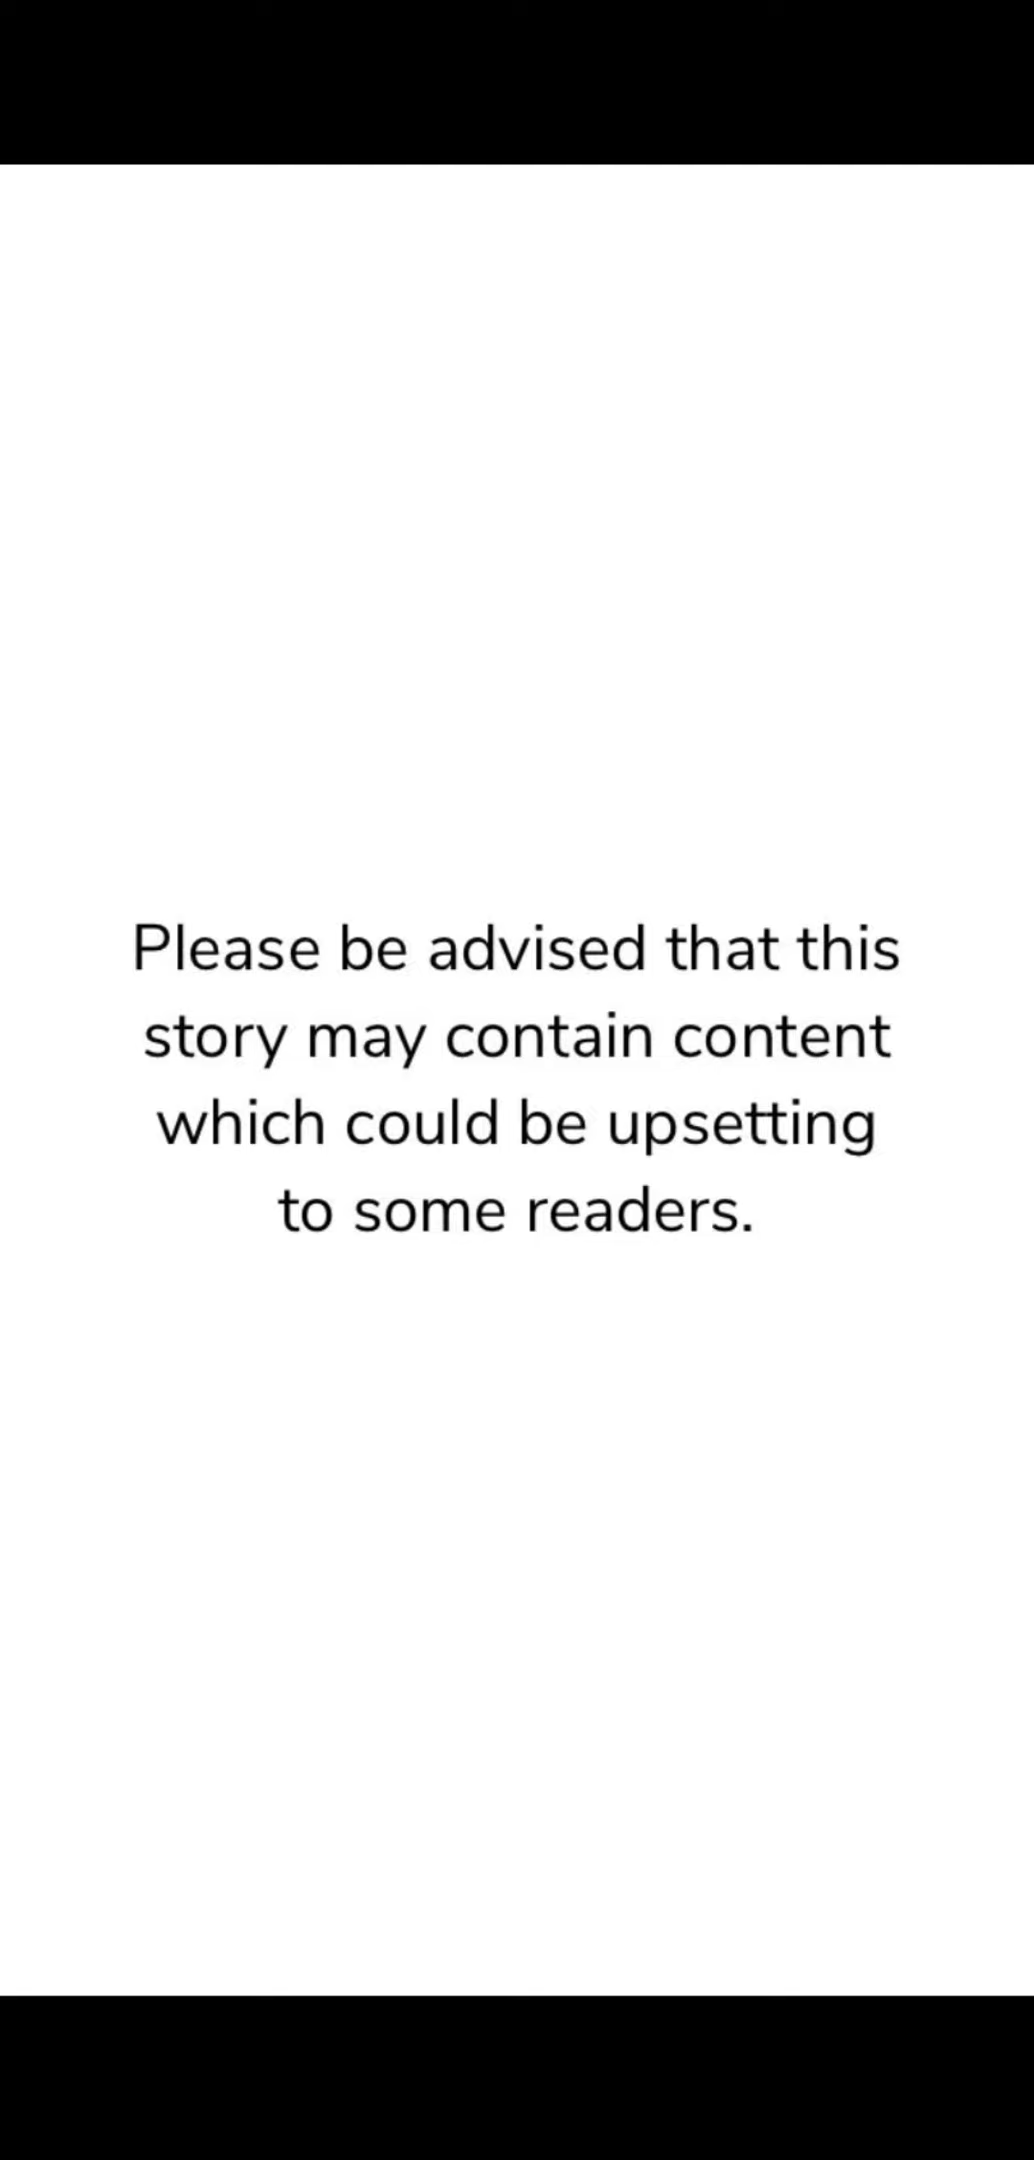 Please be advised that this
story may contain content
which could be upsetting
to some readers.